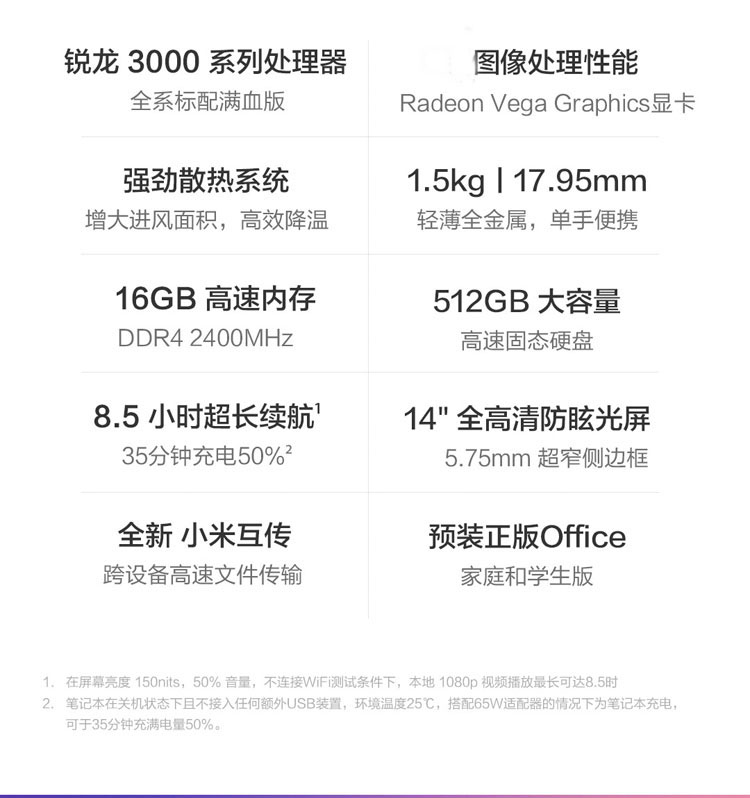 锐龙 3000 系列处理器
全系标配满血版
图像处理性能
Radeon Vega Graphics显卡
强劲散热系统
增大进风面积，高效降温
1.5kg | 17.95mm
轻薄全金属，单手便携
16GB 高速内存
DDR4 2400MHz
512GB 大容量
高速固态硬盘
8.5 小时超长续航¹
35分钟充电50%²
14" 全高清防眩光屏
5.75mm 超窄侧边框
全新 小米互传
跨设备高速文件传输
预装正版Office
家庭和学生版
1. 在屏幕亮度 150nits，50% 音量，不连接WiFi测试条件下，本地 1080p 视频播放最长可达8.5时
2. 笔记本在关机状态下且不接入任何额外USB装置，环境温度25℃，搭配65W适配器的情况下为笔记本充电，
可于35分钟充满电量50%。